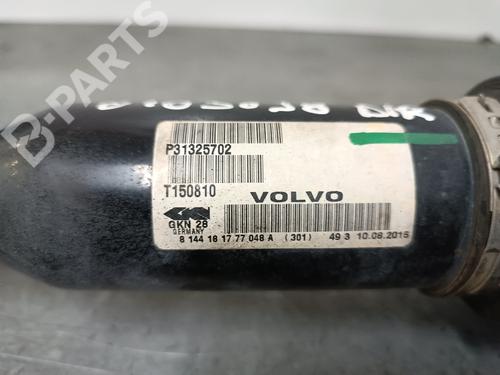 B-PARTS
P31325702
T150810
VOLVO
GKN 28
GERMANY
8 144 18 17 77 048 A (301) 49 3 10.08.2015